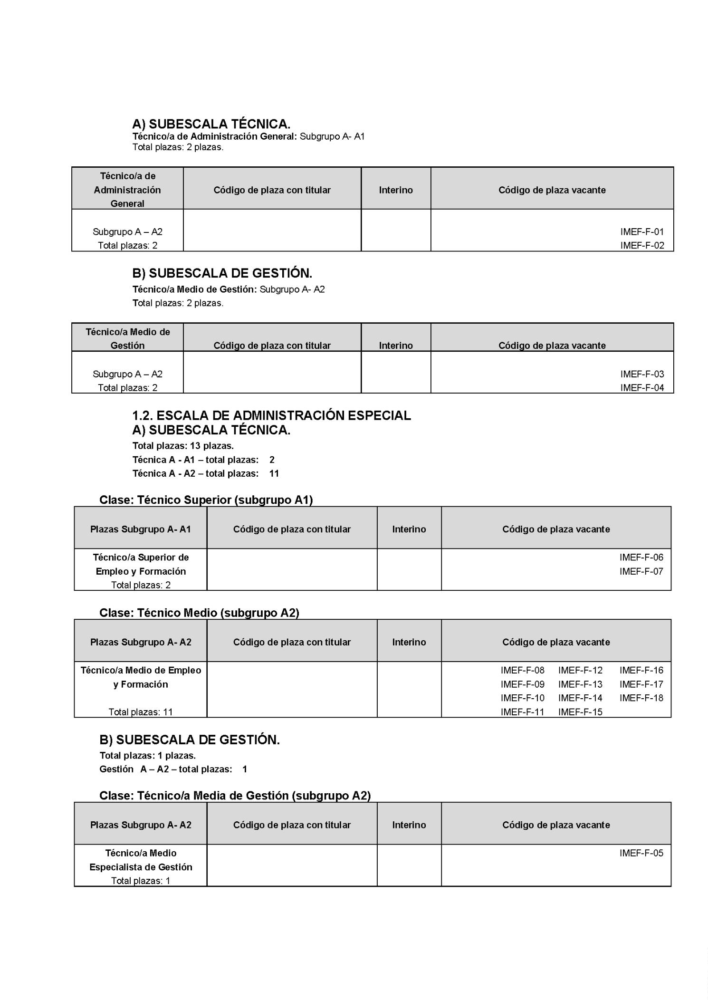 A) SUBESCALA TÉCNICA.
Técnico/a de Administración General: Subgrupo A- A1
Total plazas: 2 plazas.
Técnico/a de
Administración
General
Código de plaza con titular
Interino
Código de plaza vacante
Subgrupo A – A2
Total plazas: 2
IMEF-F-01
IMEF-F-02
B) SUBESCALA DE GESTIÓN.
Técnico/a Medio de Gestión: Subgrupo A- A2
Total plazas: 2 plazas.
Técnico/a Medio de
Gestión
Código de plaza con titular
Interino
Código de plaza vacante
Subgrupo A – A2
Total plazas: 2
IMEF-F-03
IMEF-F-04
1.2. ESCALA DE ADMINISTRACIÓN ESPECIAL
A) SUBESCALA TÉCNICA.
Total plazas: 13 plazas.
Técnica A - A1 – total plazas: 2
Técnica A - A2 – total plazas: 11
Clase: Técnico Superior (subgrupo A1)
Plazas Subgrupo A- A1
Código de plaza con titular
Interino
Código de plaza vacante
Técnico/a Superior de
Empleo y Formación
Total plazas: 2
IMEF-F-06
IMEF-F-07
Clase: Técnico Medio (subgrupo A2)
Plazas Subgrupo A- A2
Código de plaza con titular
Interino
Código de plaza vacante
Técnico/a Medio de Empleo
y Formación
Total plazas: 11
IMEF-F-08 IMEF-F-12 IMEF-F-16
IMEF-F-09 IMEF-F-13 IMEF-F-17
IMEF-F-10 IMEF-F-14 IMEF-F-18
IMEF-F-11 IMEF-F-15
B) SUBESCALA DE GESTIÓN.
Total plazas: 1 plazas.
Gestión A – A2 – total plazas: 1
Clase: Técnico/a Media de Gestión (subgrupo A2)
Plazas Subgrupo A- A2
Código de plaza con titular
Interino
Código de plaza vacante
Técnico/a Medio
Especialista de Gestión
Total plazas: 1
IMEF-F-05